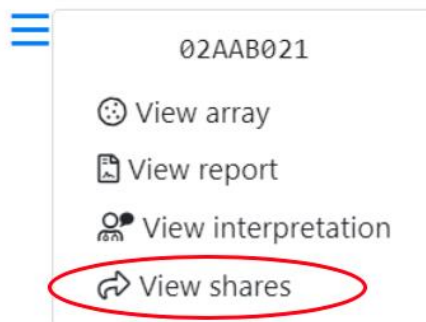 02AAB021
View array
View report
View interpretation
View shares